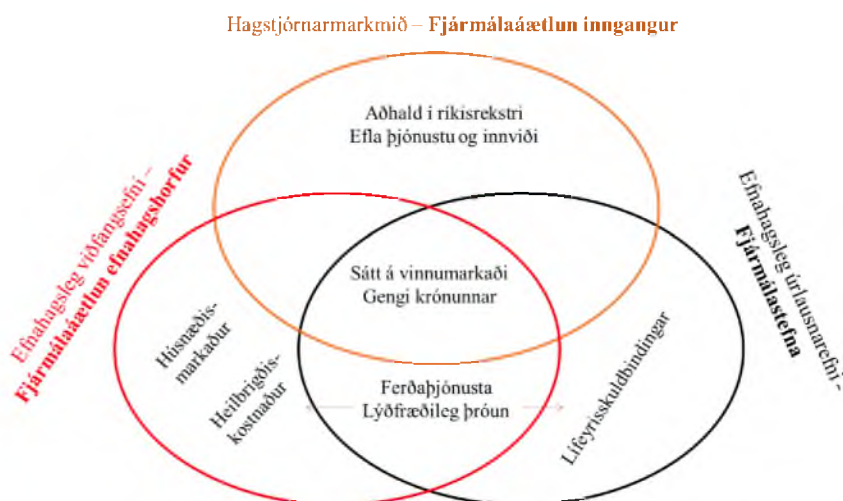 Hagstjórnarmarkmið – Fjármálaáætlun inngangur
Aðhald í ríkisrekstri
Efla þjónustu og innviði
Efnahagsleg viðfangsefni –
Fjármálaáætlun efnahagshorfur
Efnahagsleg úrlausnarefni –
Fjármálastefna
Sátt á vinnumarkaði
Gengi krónunnar
Húsnæðis-
markaður
Heilbrigðis-
kostnaður
Ferðaþjónusta
Lýðfræðileg þróun
Lífeyrisskuldbindingar